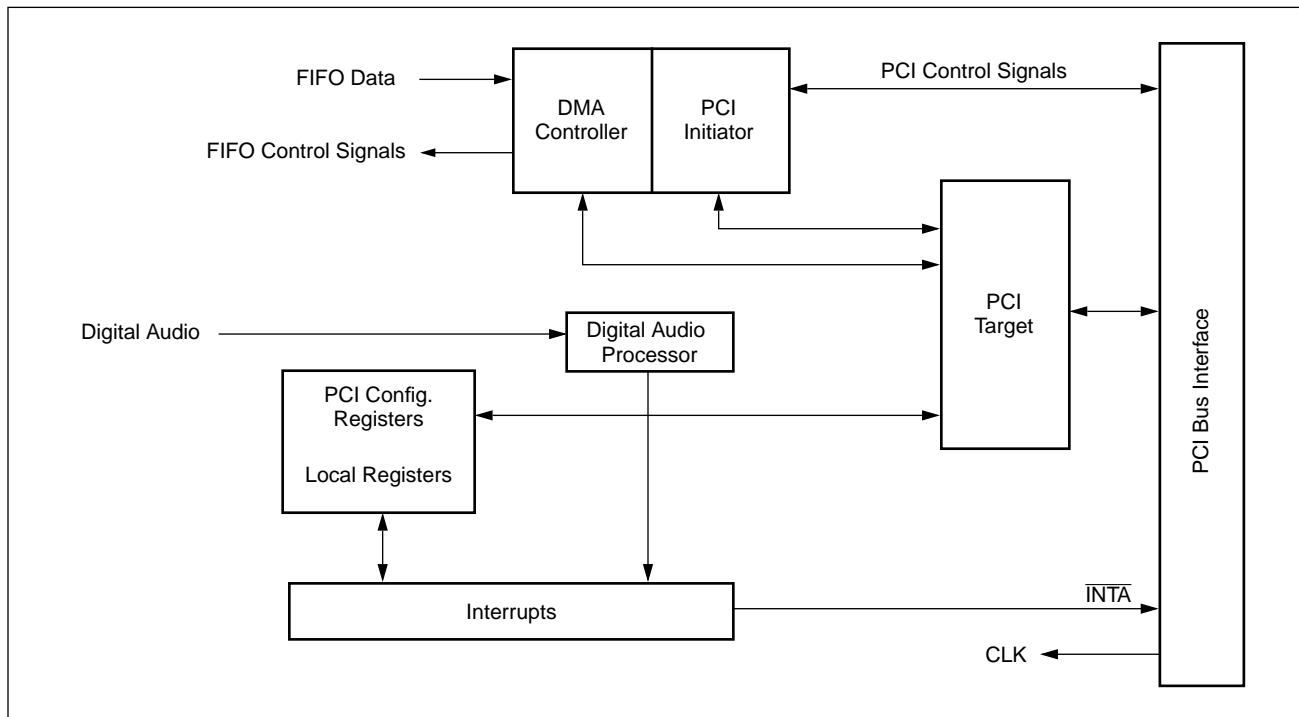 FIFO Data
FIFO Control Signals
DMA
Controller
PCI
Initiator
PCI Control Signals
PCI
Target
PCI Bus Interface
Digital Audio
Digital Audio
Processor
PCI Config.
Registers
Local Registers
Interrupts
INTA
CLK